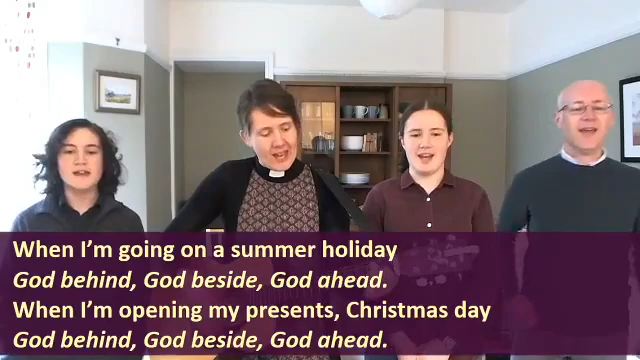 When I’m going on a summer holiday
God behind, God beside, God ahead.
When I’m opening my presents, Christmas day
God behind, God beside, God ahead.